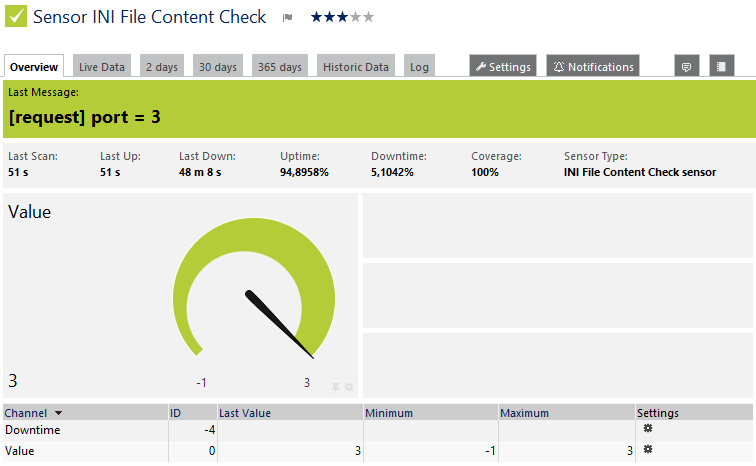 Sensor INI File Content Check
Overview Live Data 2 days 30 days 365 days Historic Data Log Settings Notifications
Last Message:
[request] port = 3
Last Scan: Last Up: Last Down: Uptime: Downtime: Coverage: Sensor Type:
51 s 51 s 48 m 8 s 94,8958% 5,1042% 100% INI File Content Check sensor
Value
3 -1 3
Channel ID Last Value Minimum Maximum Settings
Downtime -4
Value 0 3 -1 3